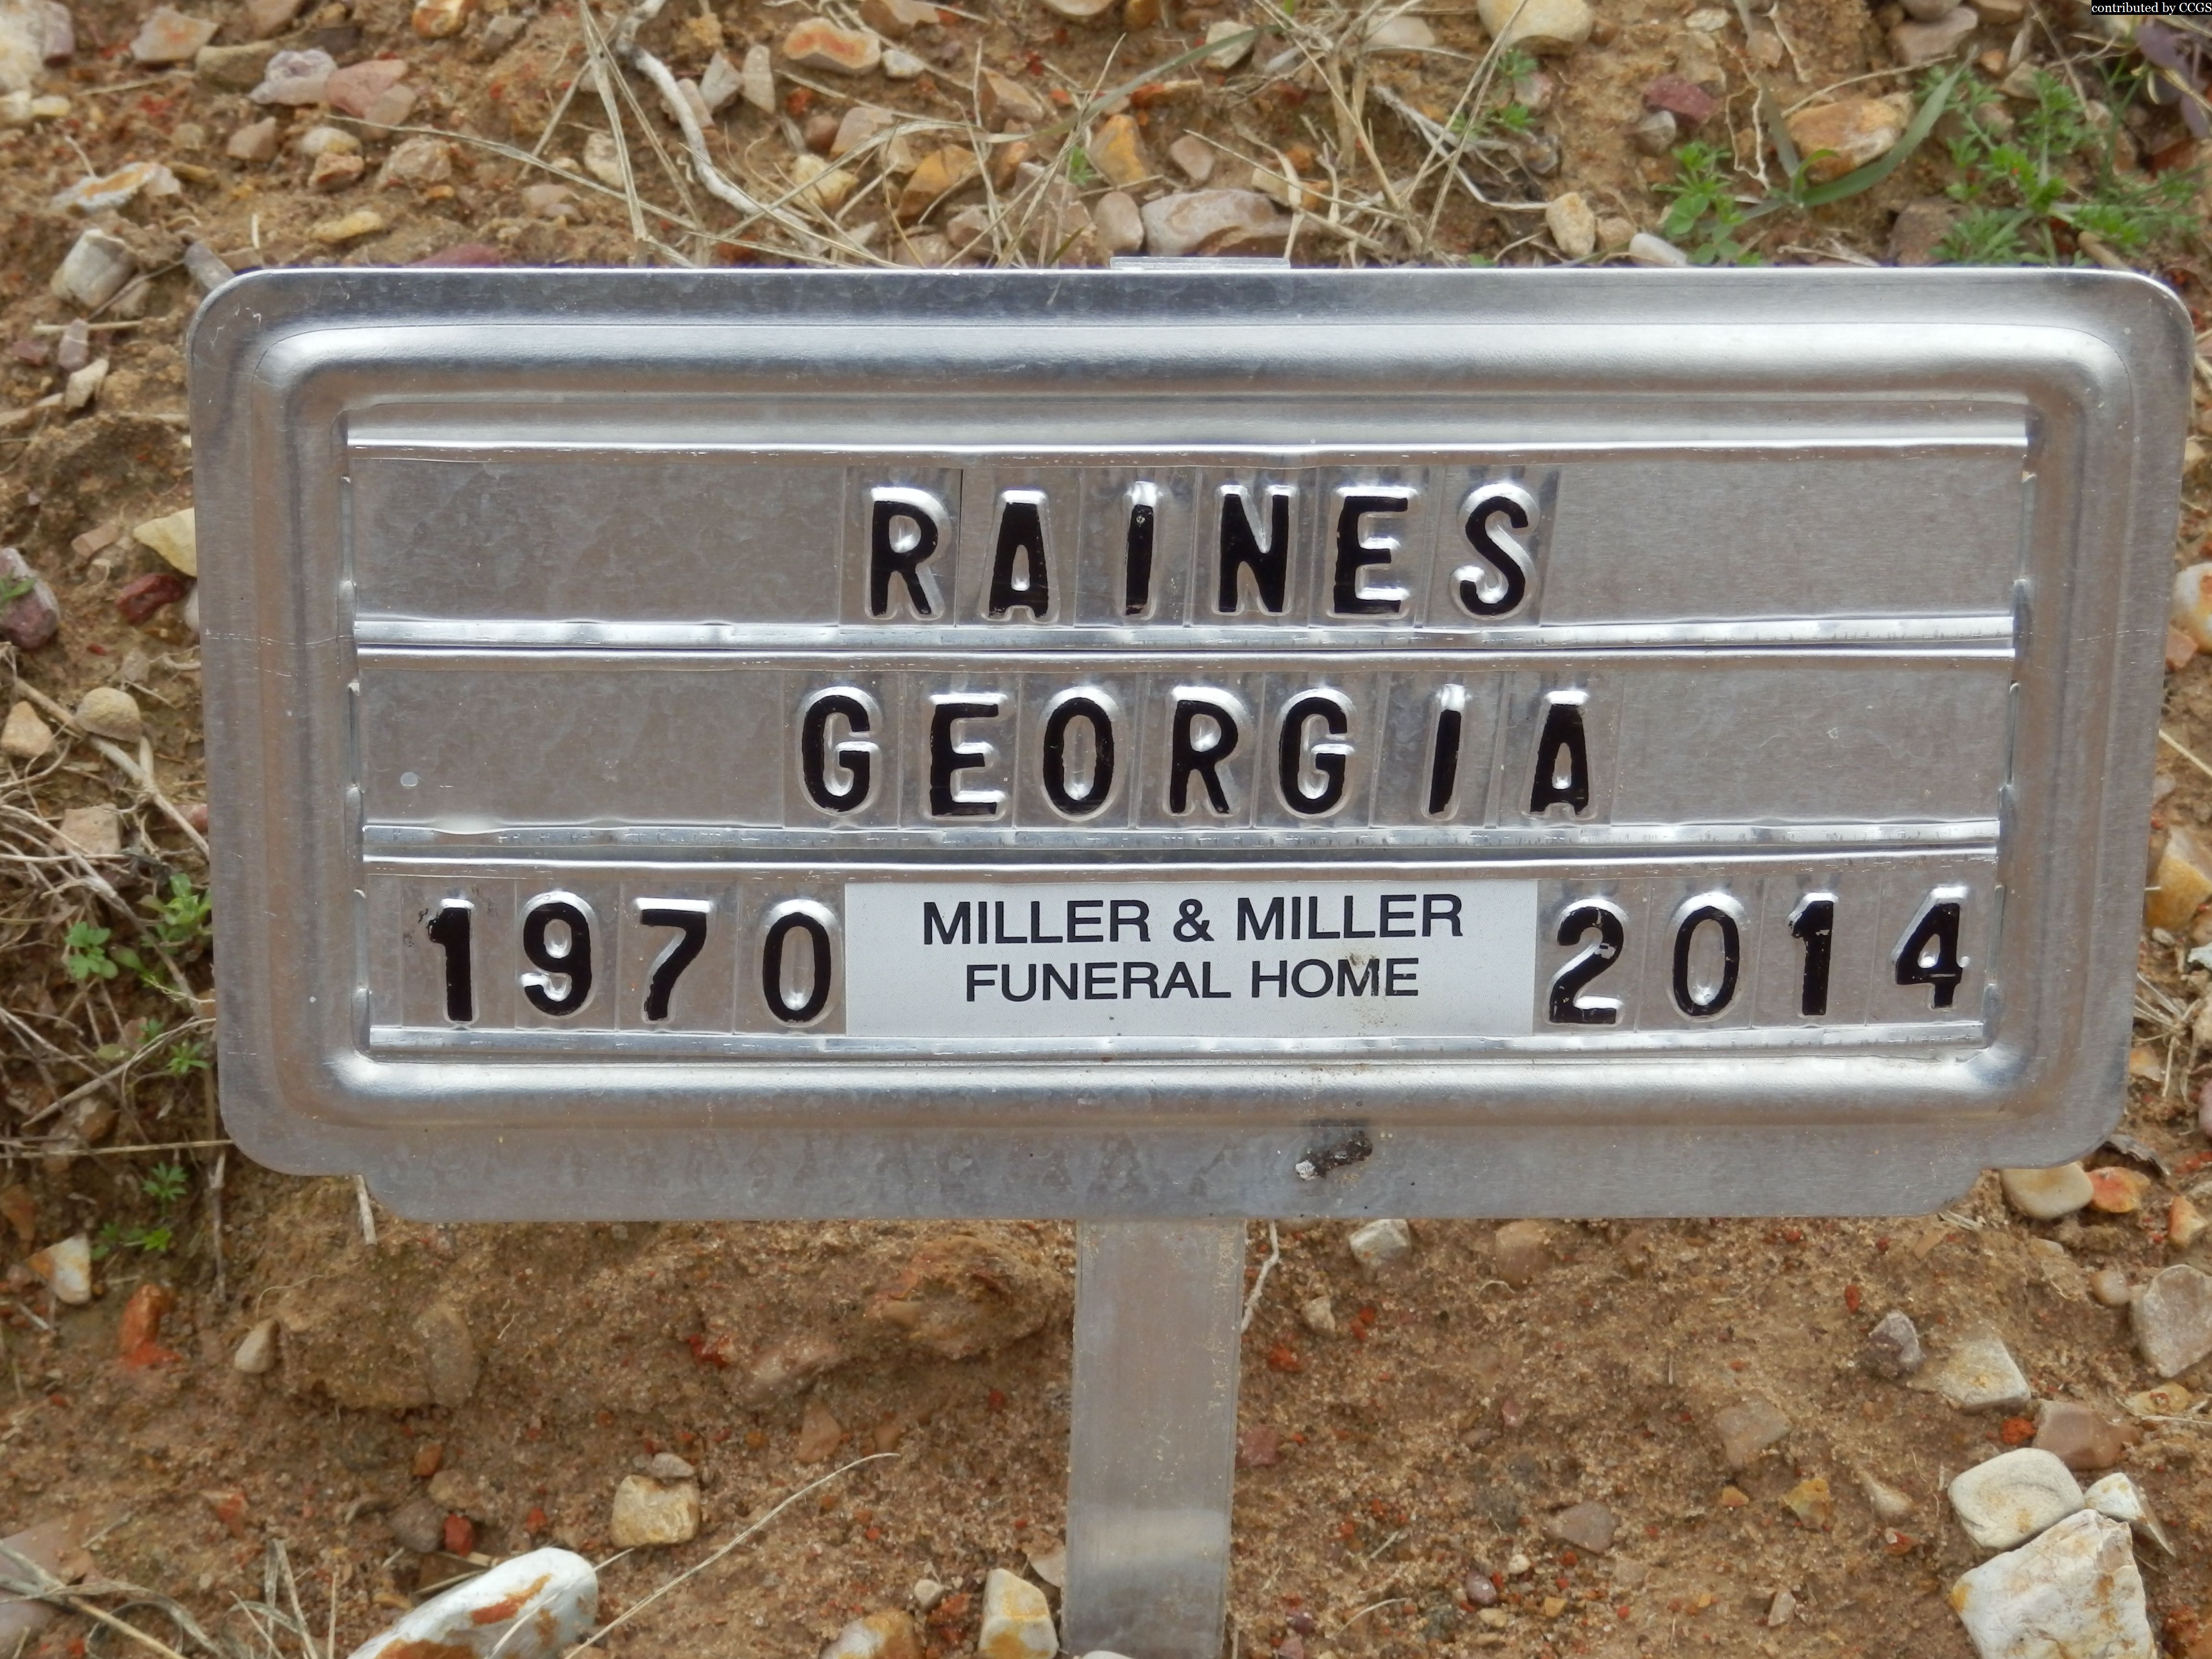 contributed by CCGS
RAINES
GEORGIA
1970 MILLER & MILLER 2014
FUNERAL HOME